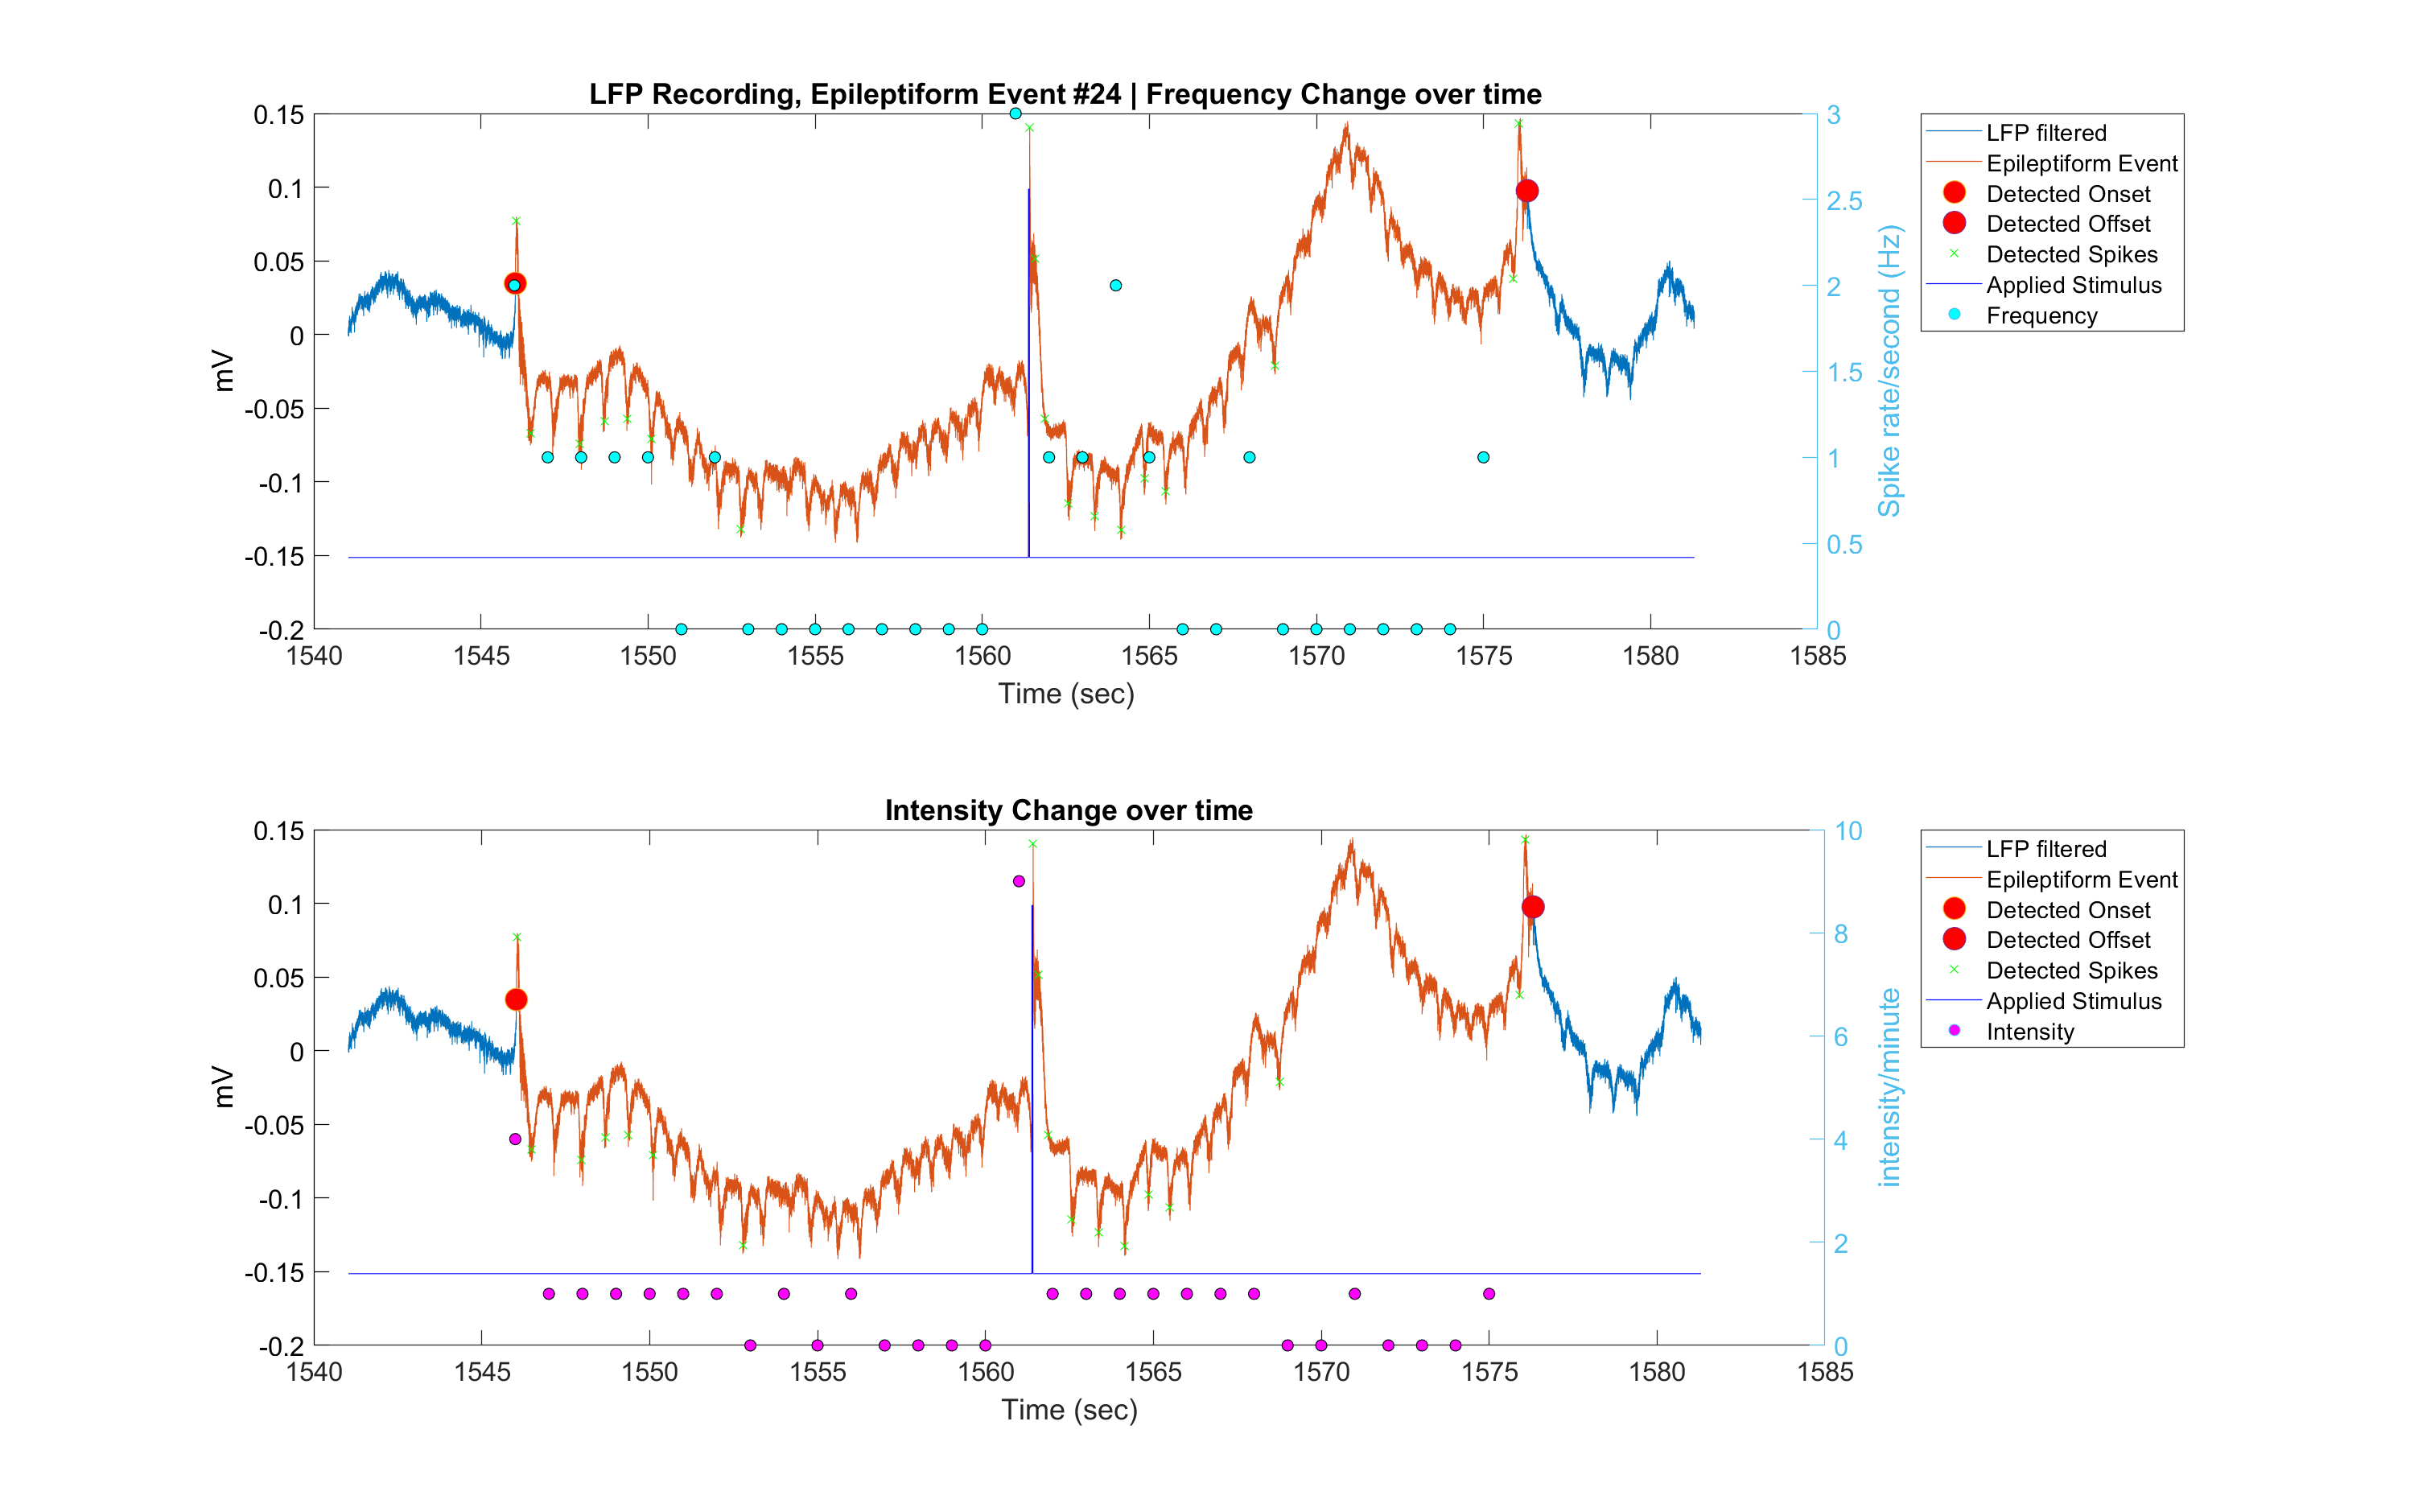 LFP Recording, Epileptiform Event #24 | Frequency Change over time
0.15
0.1
0.05
0
-0.05
-0.1
-0.15
-0.2
mV
1540 1545 1550 1555 1560 1565 1570 1575 1580 1585
Time (sec)
3
2.5
2
1.5
1
0.5
0
Spike rate/second (Hz)
LFP filtered
Epileptiform Event
Detected Onset
Detected Offset
Detected Spikes
Applied Stimulus
Frequency
Intensity Change over time
0.15
0.1
0.05
0
-0.05
-0.1
-0.15
-0.2
mV
1540 1545 1550 1555 1560 1565 1570 1575 1580 1585
Time (sec)
10
8
6
4
2
0
intensity/minute
LFP filtered
Epileptiform Event
Detected Onset
Detected Offset
Detected Spikes
Applied Stimulus
Intensity